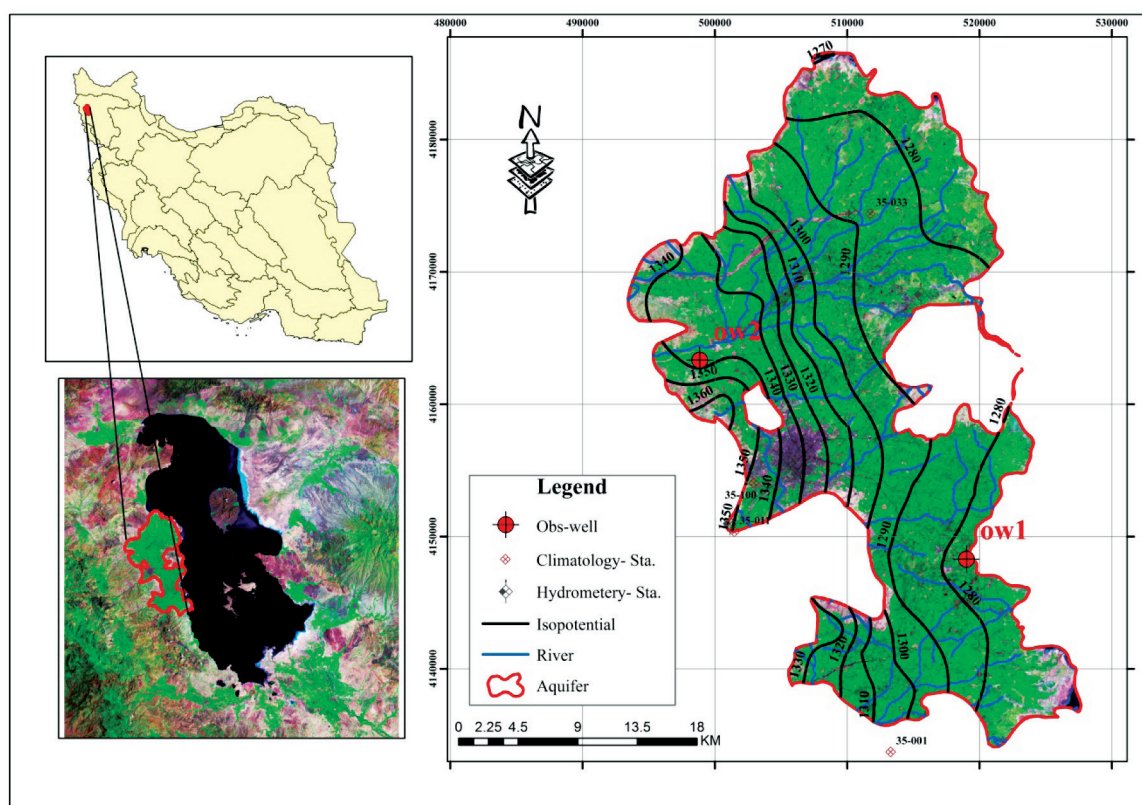 480000 490000 500000 510000 520000 530000
4180000
4170000
4160000
4150000
4140000
N
1270
1280
35-033
1300
1310
1290
1340
ow2
1350
1340
1330
1320
1360
1280
1350
1340
35-100
1350
35-011
1290
ow1
1280
1330
1320
1300
1310
35-001
Legend
Obs-well
Climatology- Sta.
Hydrometery- Sta.
Isopotential
River
Aquifer
0 2.25 4.5 9 13.5 18
KM